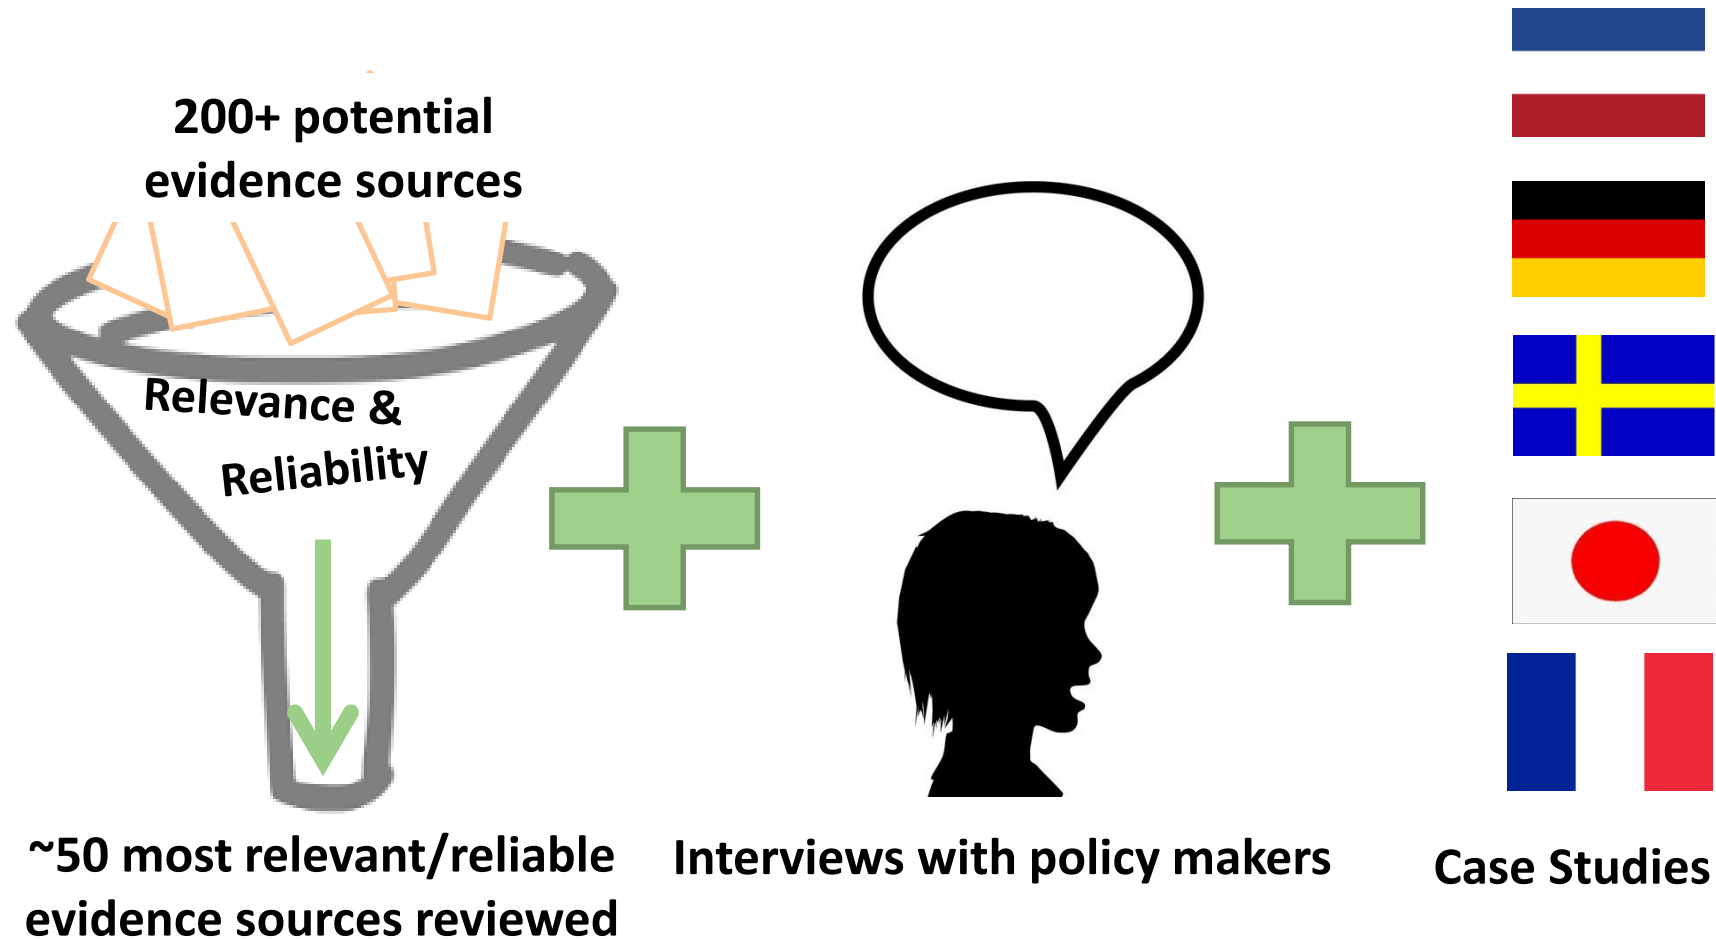 200+ potential
evidence sources
Relevance &
Reliability
~50 most relevant/reliable
evidence sources reviewed
Interviews with policy makers
Case Studies